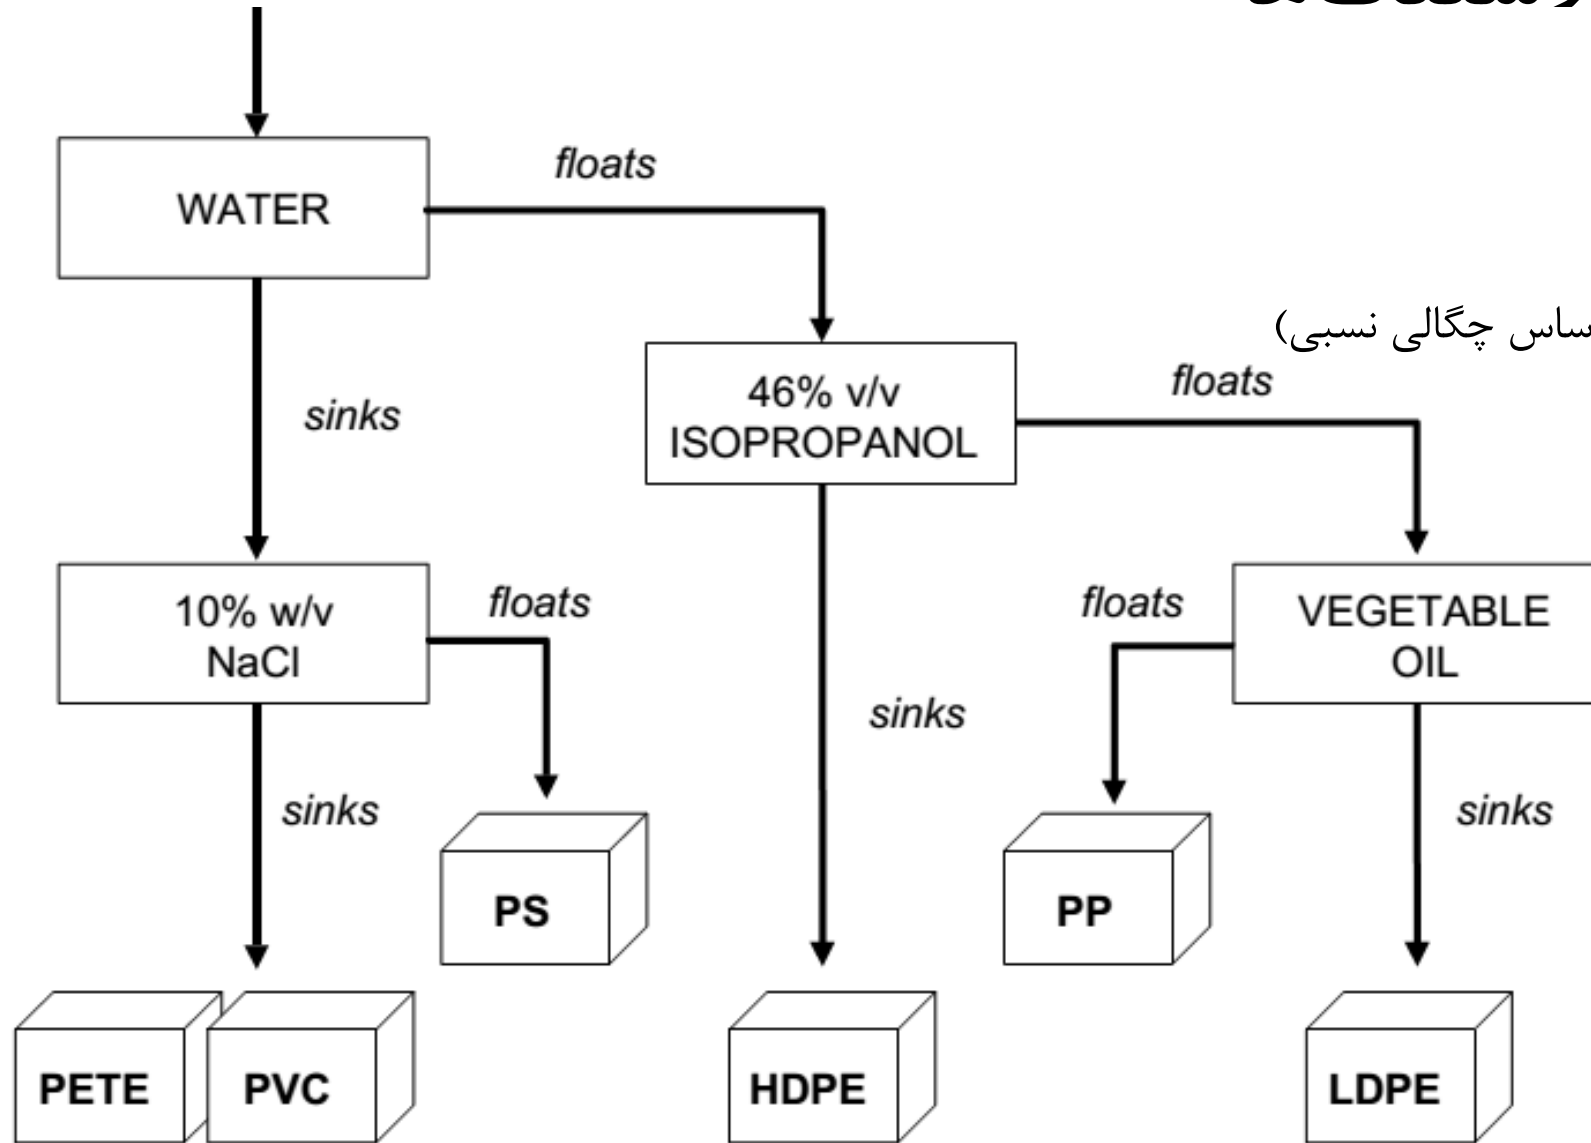 WATER
floats
ساس چگالی نسبی)
46% v/v
ISOPROPANOL
floats
sinks
10% w/v
NaCl
floats
floats
VEGETABLE
OIL
sinks
sinks
sinks
PS
PP
PETE
PVC
HDPE
LDPE